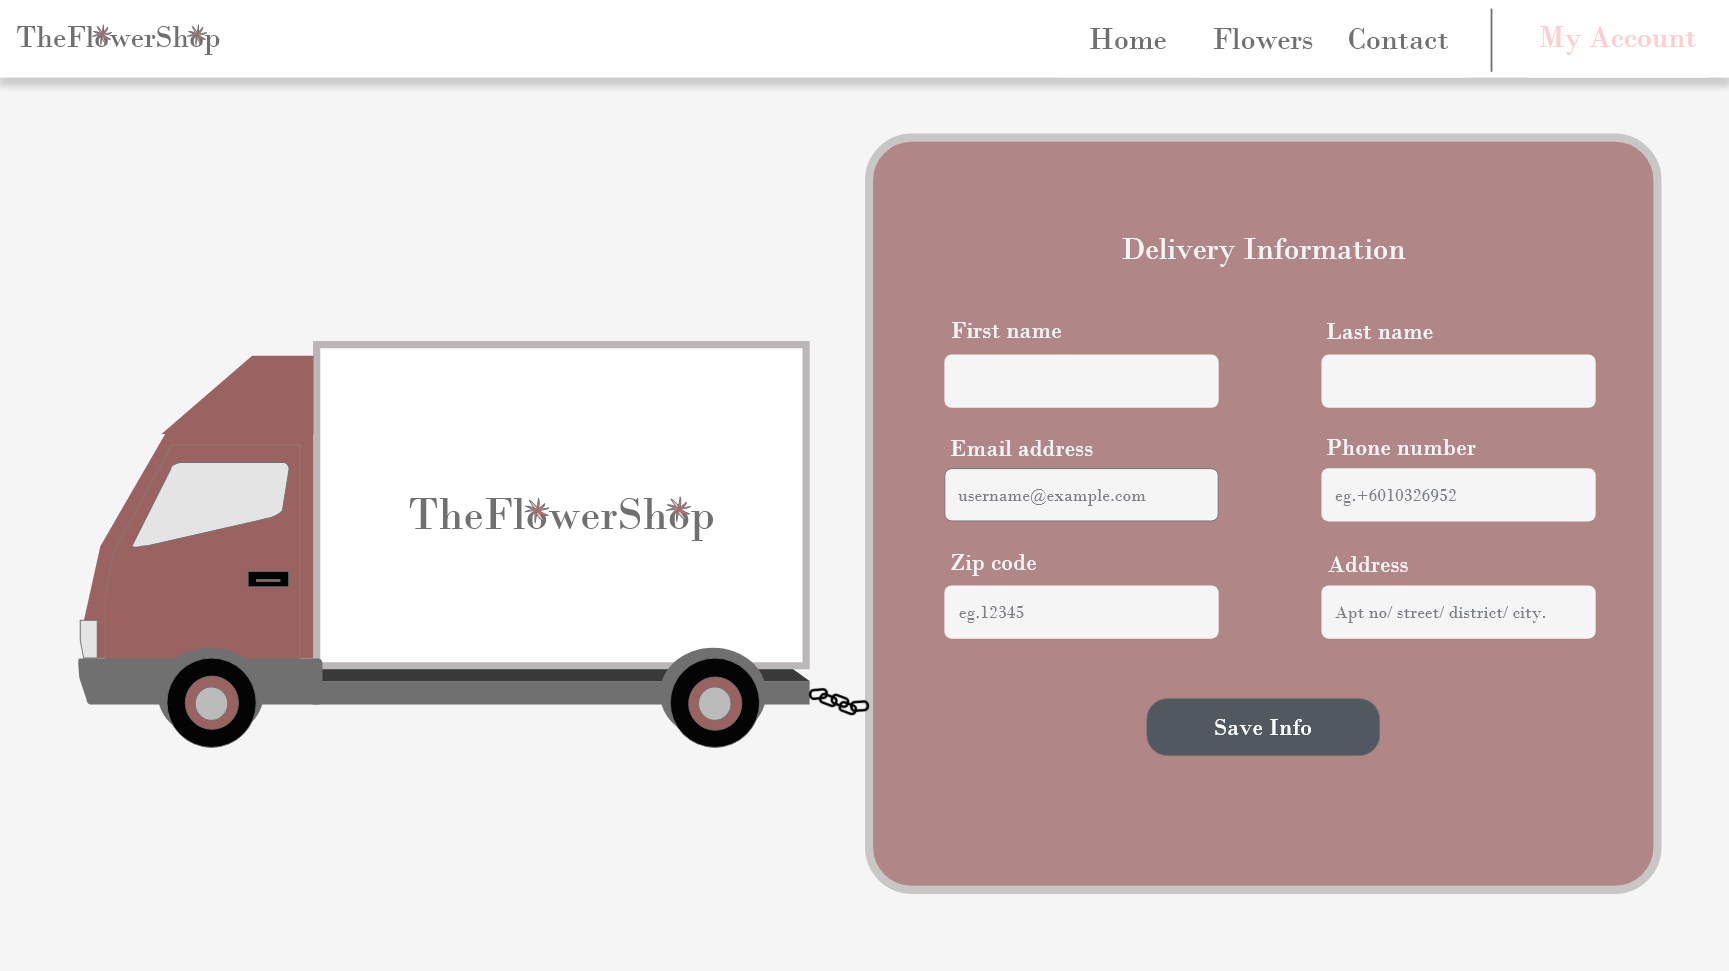 TheFlowerShop
Home Flowers Contact My Account
Delivery Information
First name Last name
Email address Phone number
username@example.com eg.+6010326952
TheFlowerShop
Zip code Address
eg.12345 Apt no/ street/ district/ city.
Save Info